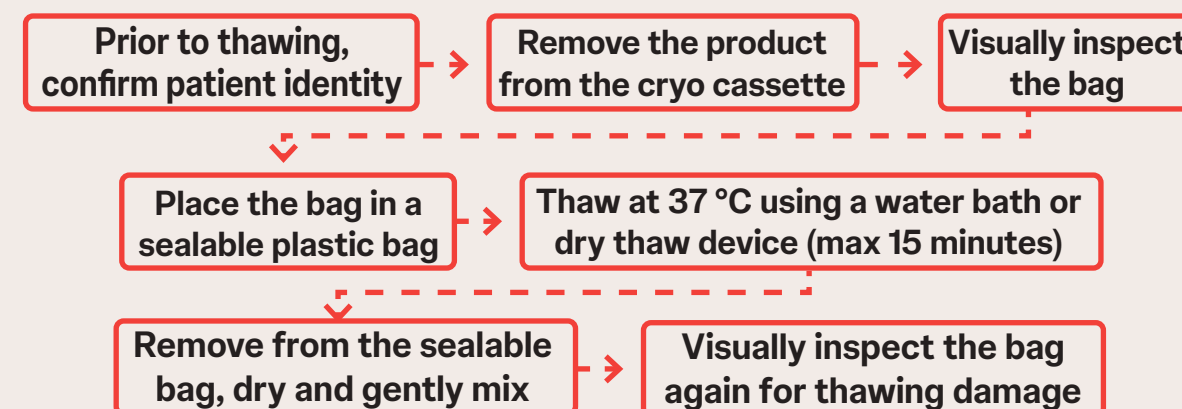 Prior to thawing,
confirm patient identity
Remove the product
from the cryo cassette
Visually inspect
the bag
Place the bag in a
sealable plastic bag
Thaw at 37 °C using a water bath or
dry thaw device (max 15 minutes)
Remove from the sealable
bag, dry and gently mix
Visually inspect the bag
again for thawing damage